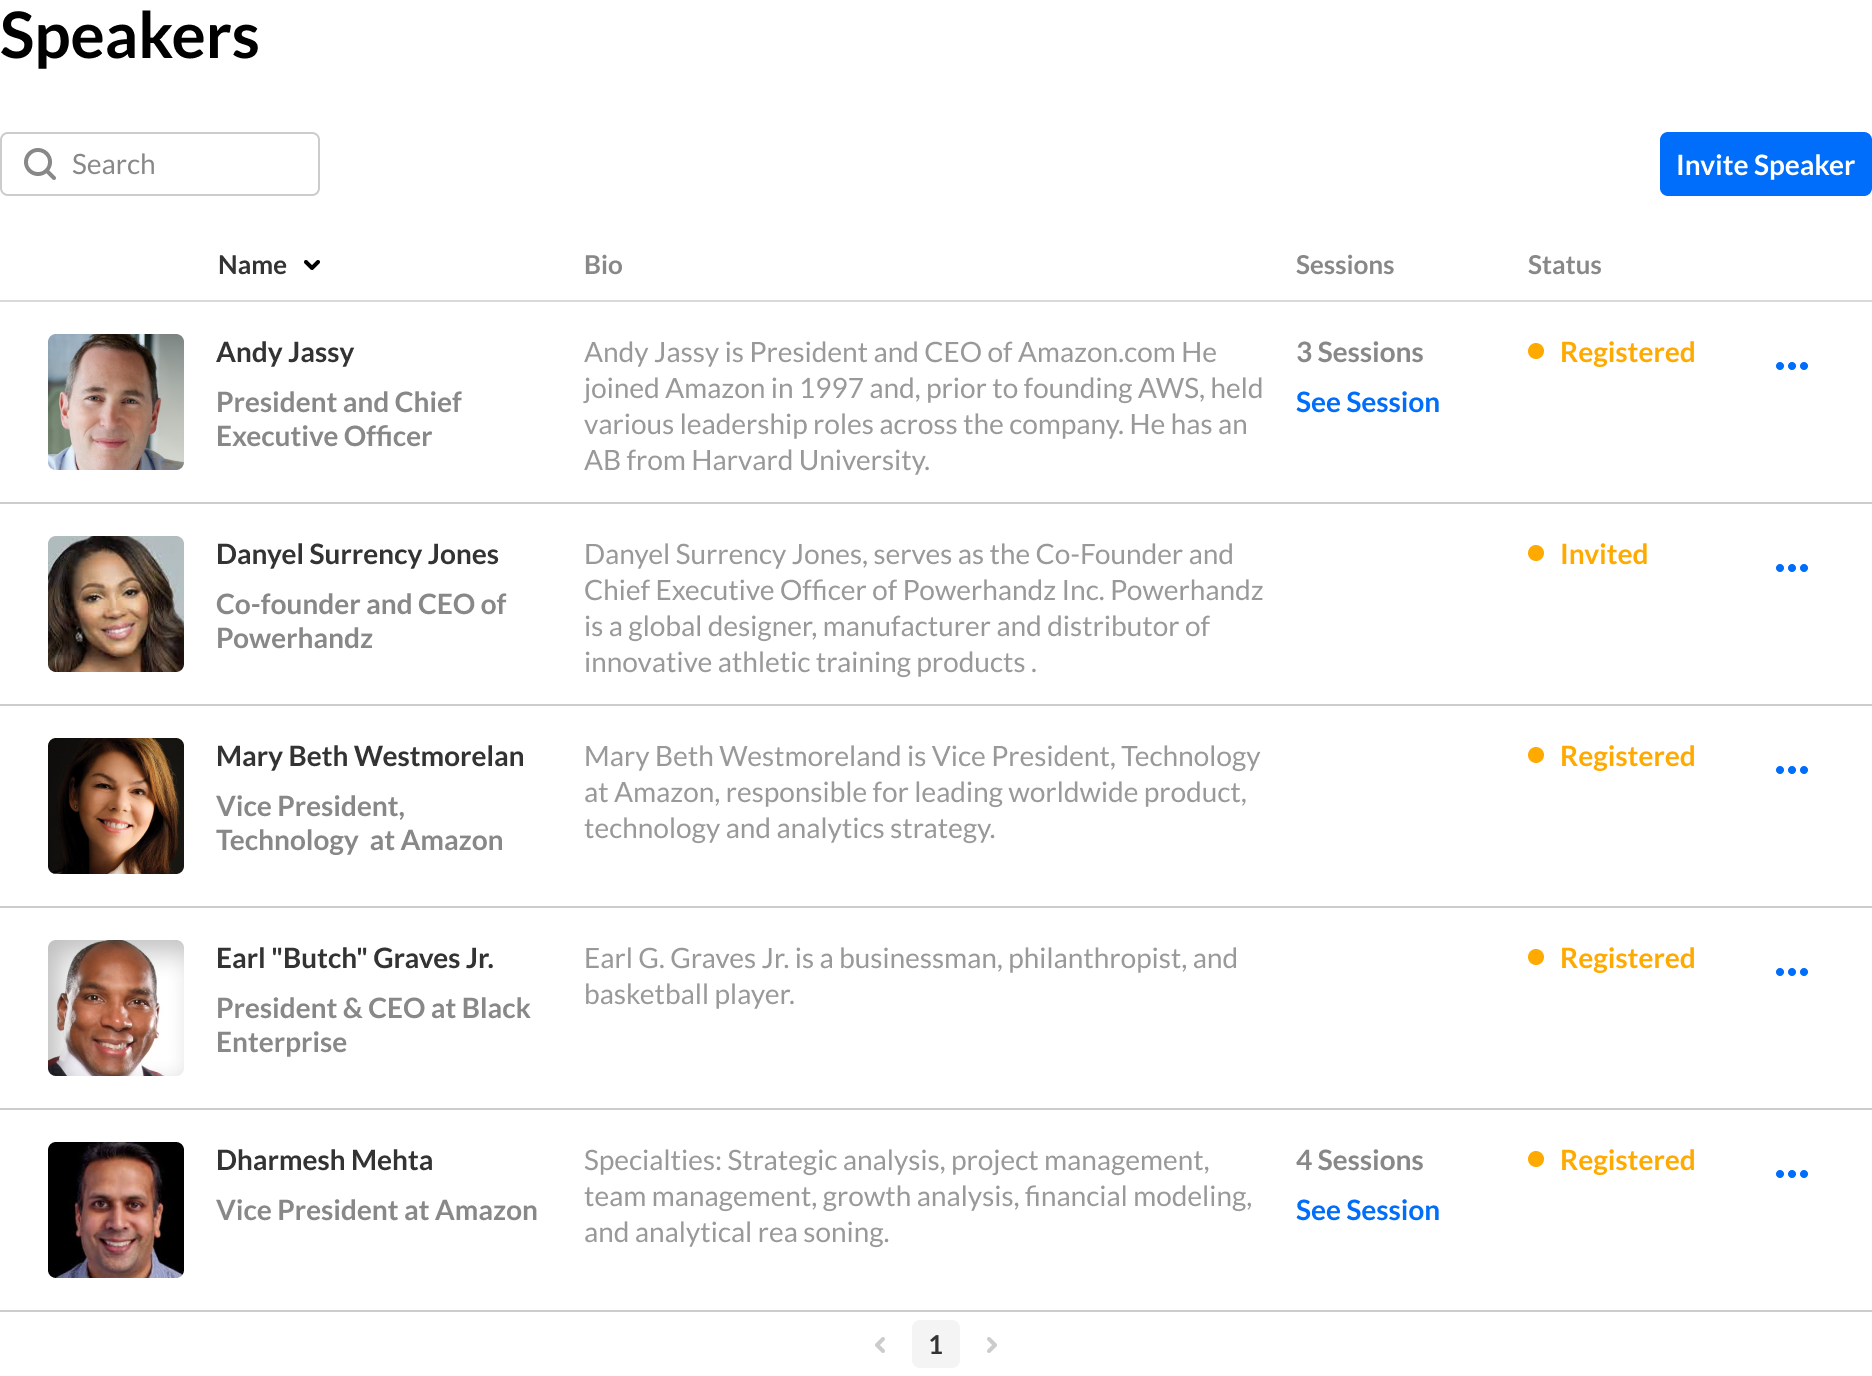 Speakers
Search
Invite Speaker
Name
Bio
Sessions
Status
Andy Jassy
President and Chief
Executive Officer
Andy Jassy is President and CEO of Amazon.com He
joined Amazon in 1997 and, prior to founding AWS, held
various leadership roles across the company. He has an
AB from Harvard University.
3 Sessions
See Session
Registered
Danyel Surrency Jones
Co-founder and CEO of
Powerhandz
Danyel Surrency Jones, serves as the Co-Founder and
Chief Executive Officer of Powerhandz Inc. Powerhandz
is a global designer, manufacturer and distributor of
innovative athletic training products .
Invited
Mary Beth Westmorelan
Vice President,
Technology  at Amazon
Mary Beth Westmoreland is Vice President, Technology
at Amazon, responsible for leading worldwide product,
technology and analytics strategy.
Registered
Earl "Butch" Graves Jr.
President & CEO at Black
Enterprise
Earl G. Graves Jr. is a businessman, philanthropist, and
basketball player.
Registered
Dharmesh Mehta
Vice President at Amazon
Specialties: Strategic analysis, project management,
team management, growth analysis, financial modeling,
and analytical rea soning.
4 Sessions
See Session
Registered
1